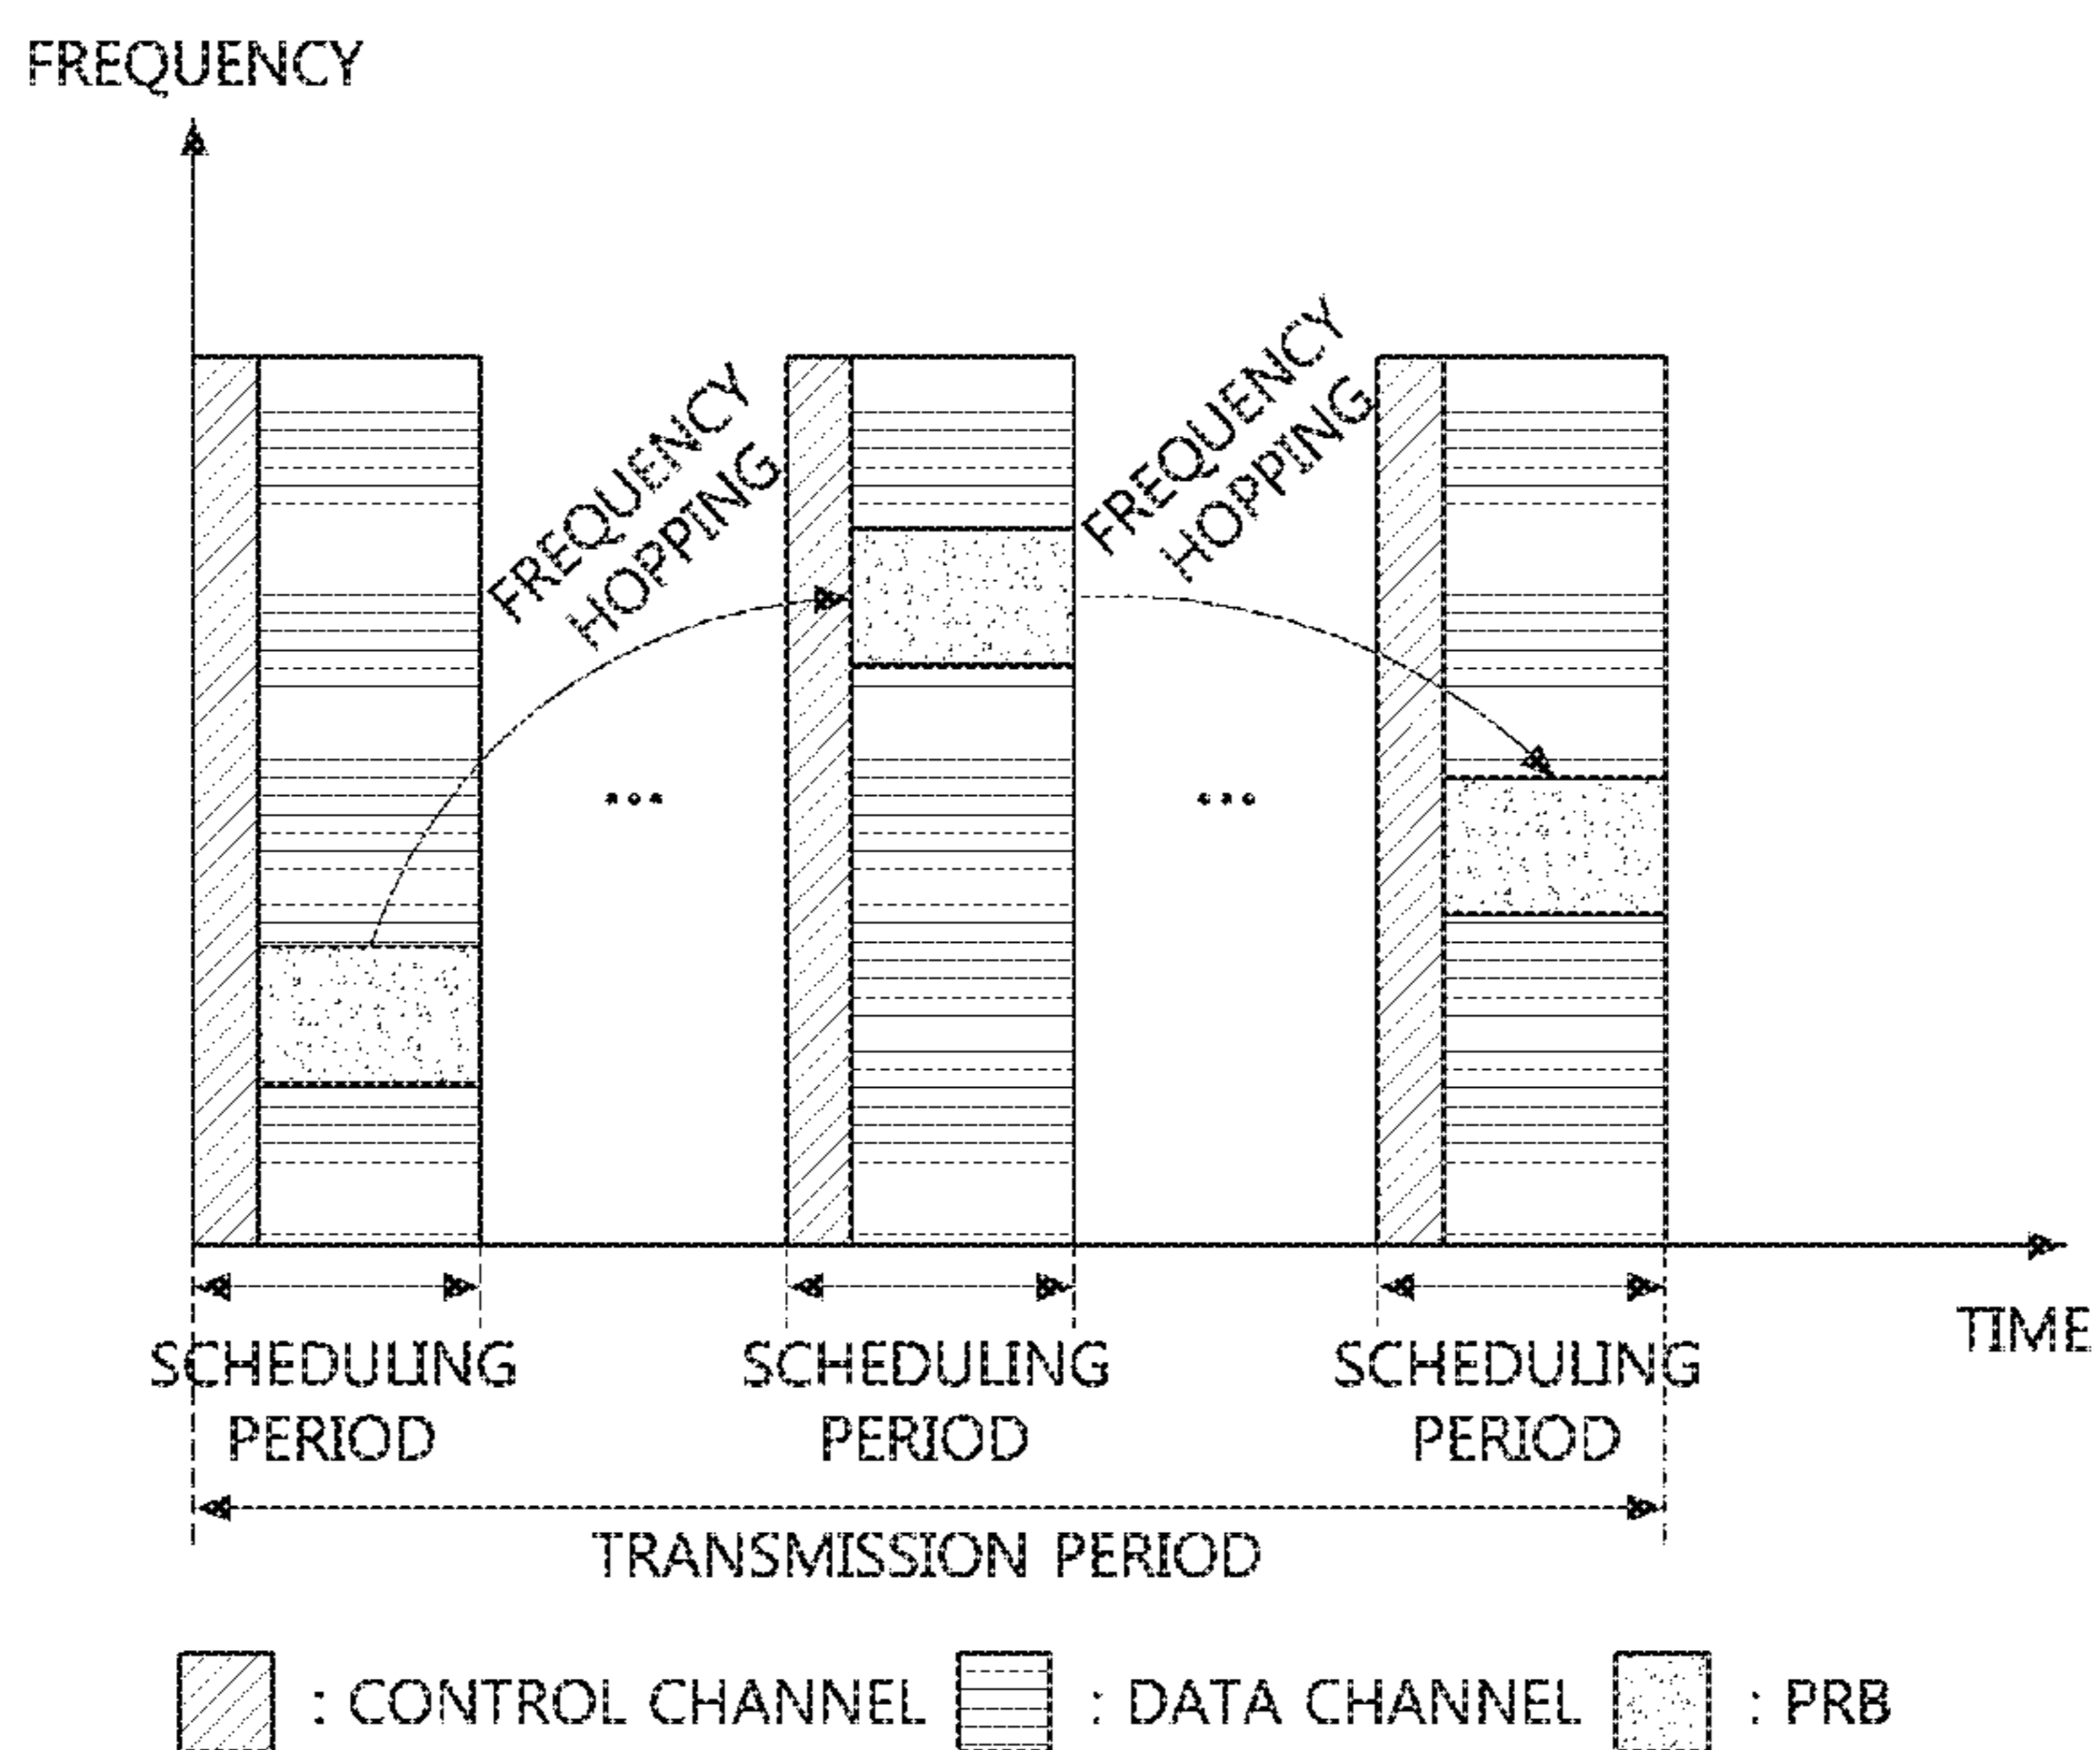 FREQUENCY
FREQUENCY
HOPPING
FREQUENCY
HOPPING
...
...
TIME
SCHEDULING
PERIOD
SCHEDULING
PERIOD
SCHEDULING
PERIOD
TRANSMISSION PERIOD
: CONTROL CHANNEL
: DATA CHANNEL
: PRB